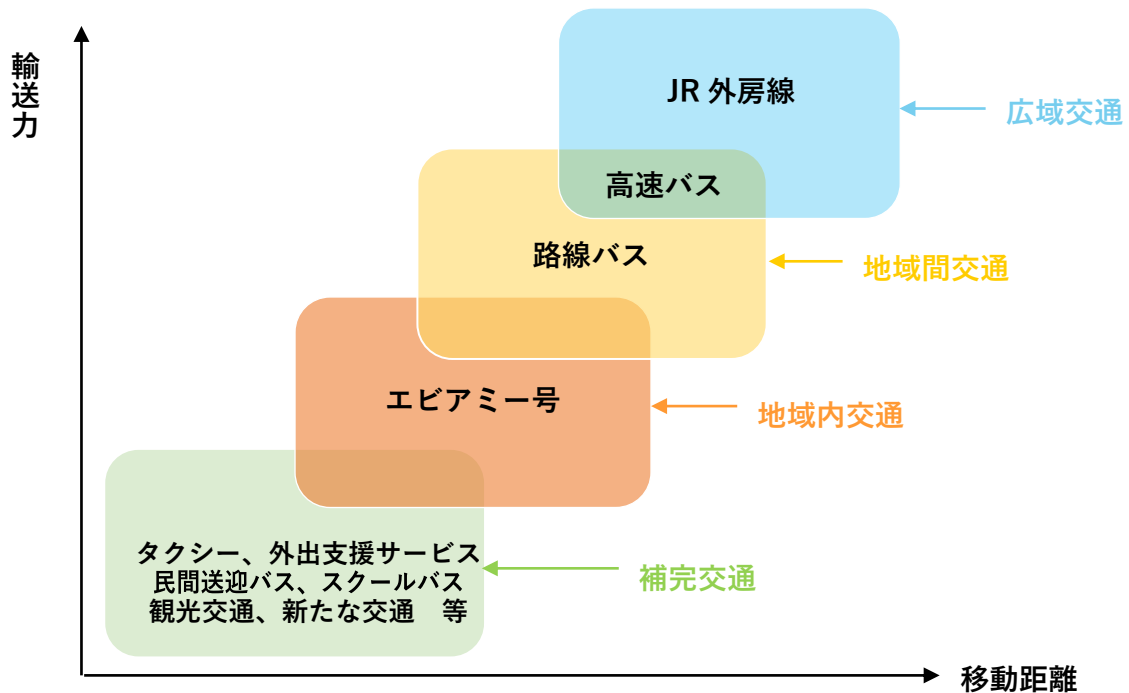 輸送力
JR 外房線
広域交通
高速バス
路線バス
地域間交通
エビアミー号
地域内交通
タクシー、外出支援サービス
民間送迎バス、スクールバス
観光交通、新たな交通　等
補完交通
移動距離